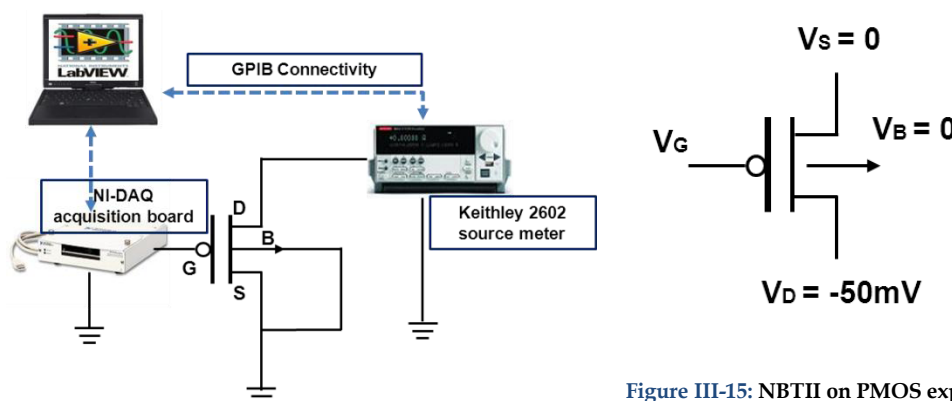 LabVIEW
GPIB Connectivity
NI-DAQ
acquisition board
D
B
G
S
Keithley 2602
source meter
VS = 0
VG
VB = 0
VD = -50mV
Figure III-15: NBTII on PMOS exp